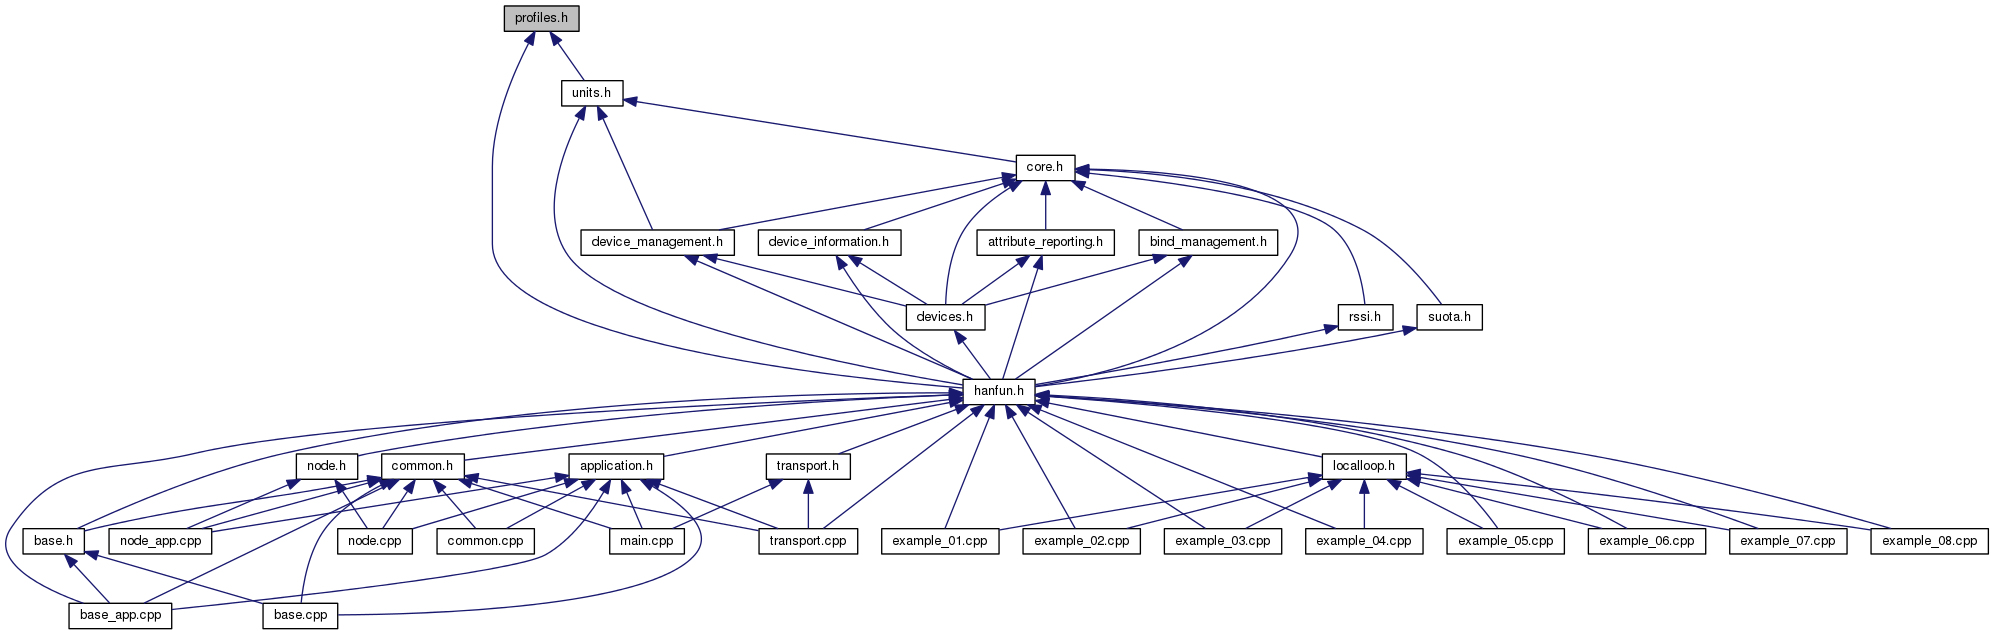 profiles.h
units.h
core.h
device_management.h
device_information.h
attribute_reporting.h
bind_management.h
devices.h
rssi.h
suota.h
hanfun.h
node.h
common.h
application.h
transport.h
localloop.h
base.h
node_app.cpp
node.cpp
common.cpp
main.cpp
transport.cpp
example_01.cpp
example_02.cpp
example_03.cpp
example_04.cpp
example_05.cpp
example_06.cpp
example_07.cpp
example_08.cpp
base_app.cpp
base.cpp